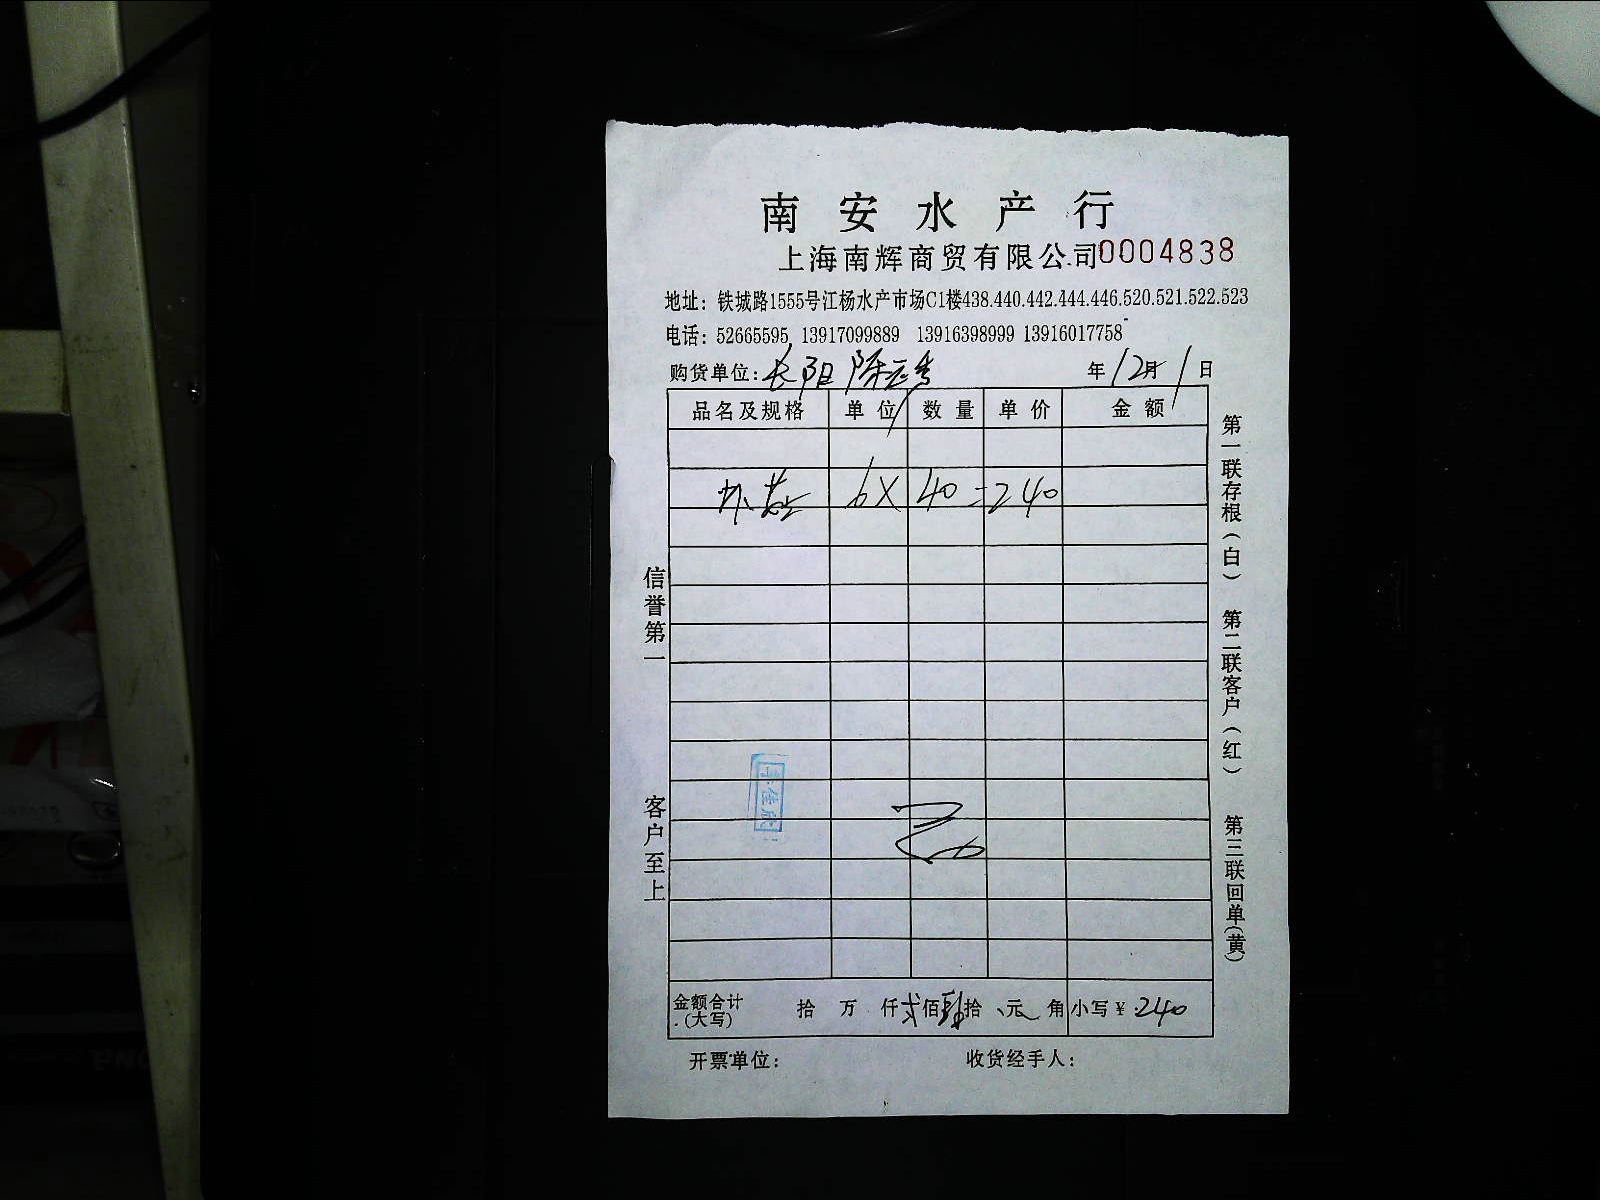 南安水产行
上海南辉商贸有限公司0004838
地址：铁城路1555号江杨水产市场C1楼438.440.442.444.446.520.521.522.523
电话：52665595 13917099889 13916398999 13916017758
购货单位：长阳 陈 年12月1日
品名及规格 单位 数量 单价 金额
6X 40=240
信誉第一
客户至上
第一联存根（白） 第二联客户（红） 第三联回单（黄）
金额合计（大写） 拾 万 仟 贰佰 肆拾 元 角 小写￥240
开票单位： 收货经手人：